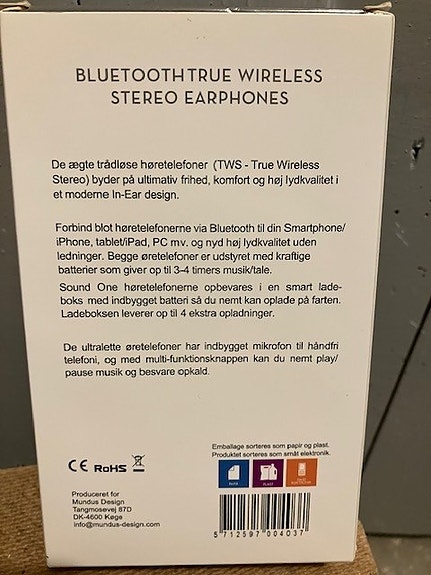 BLUETOOTH TRUE WIRELESS
STEREO EARPHONES
De ægte trådløse høretelefoner (TWS - True Wireless
Stereo) byder på ultimativ frihed, komfort og høj lydkvalitet i
et moderne In-Ear design.
Forbind blot høretelefonerne via Bluetooth til din Smartphone/
iPhone, tablet/iPad, PC mv. og nyd høj lydkvalitet uden
ledninger. Begge øretelefoner er udstyret med kraftige
batterier som giver op til 3-4 timers musik/tale.
Sound One høretelefonerne opbevares i en smart lade-
boks med indbygget batteri så du nemt kan oplade på farten.
Ladeboksen leverer op til 4 ekstra opladninger.
De ultralette øretelefoner har indbygget mikrofon til håndfri
telefoni, og med multi-funktionsknappen kan du nemt play/
pause musik og besvare opkald.
Emballage sorteres som papir og plast.
Produktet sorteres som småt elektronik.
CE RoHS
PAPIR PLAST
Produceret for
Mundus Design
Tangmosevej 87D
DK-4600 Køge
info@mundus-design.com
5 712597 004037